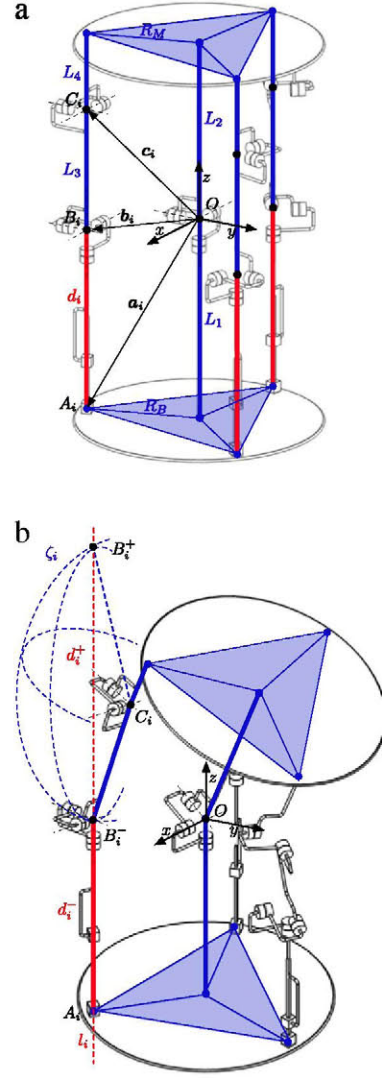 a
R_M
L_4
C_i
L_2
c_i
L_3
z
O
B_i
b_i
x
y
d_i
a_i
L_1
A_i
R_B
b
ζ_i
B_i^+
d_i^+
C_i
z
O
x
y
B_i^-
d_i^-
A_i
l_i